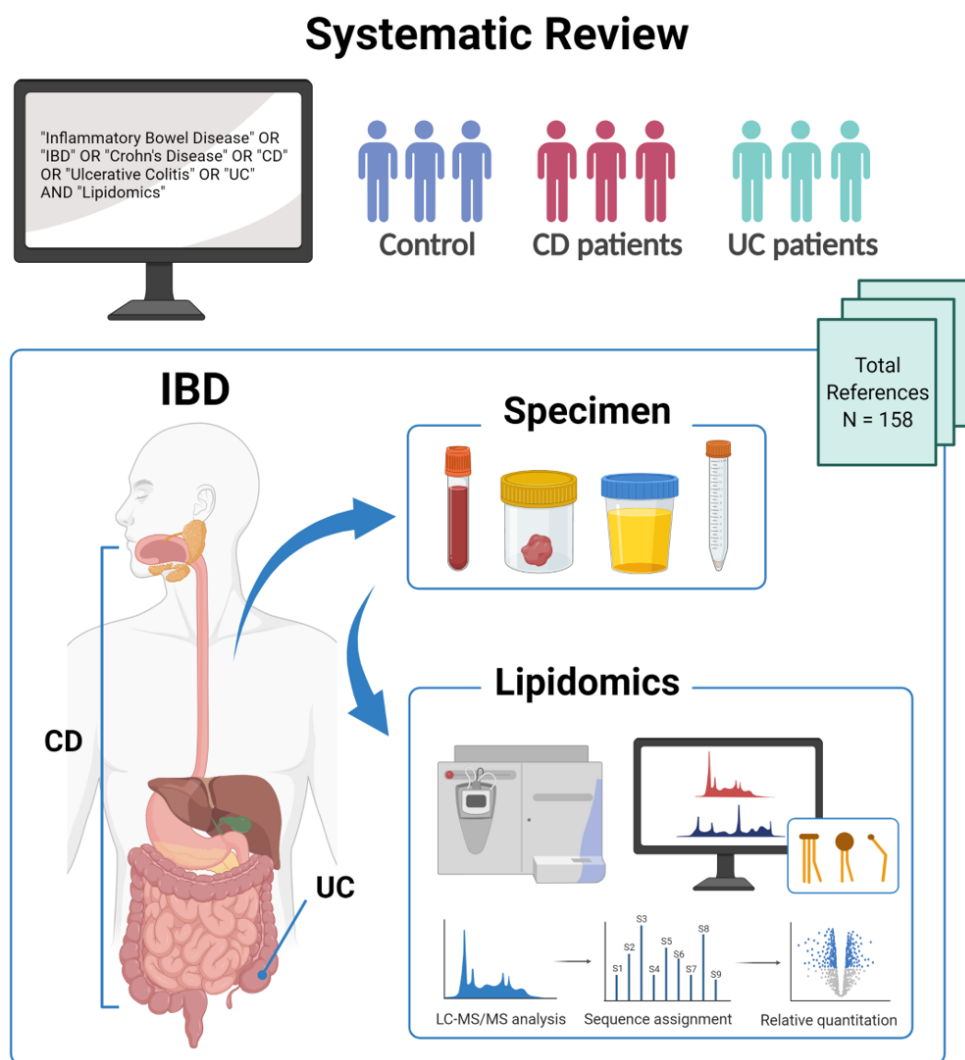 Systematic Review
"Inflammatory Bowel Disease" OR
"IBD" OR "Crohn's Disease" OR "CD"
OR "Ulcerative Colitis" OR "UC"
AND "Lipidomics"
Control
CD patients
UC patients
Total
References
N = 158
IBD
Specimen
CD
UC
Lipidomics
S1
S2
S3
S4
S5
S6
S7
S8
S9
LC-MS/MS analysis
Sequence assignment
Relative quantitation